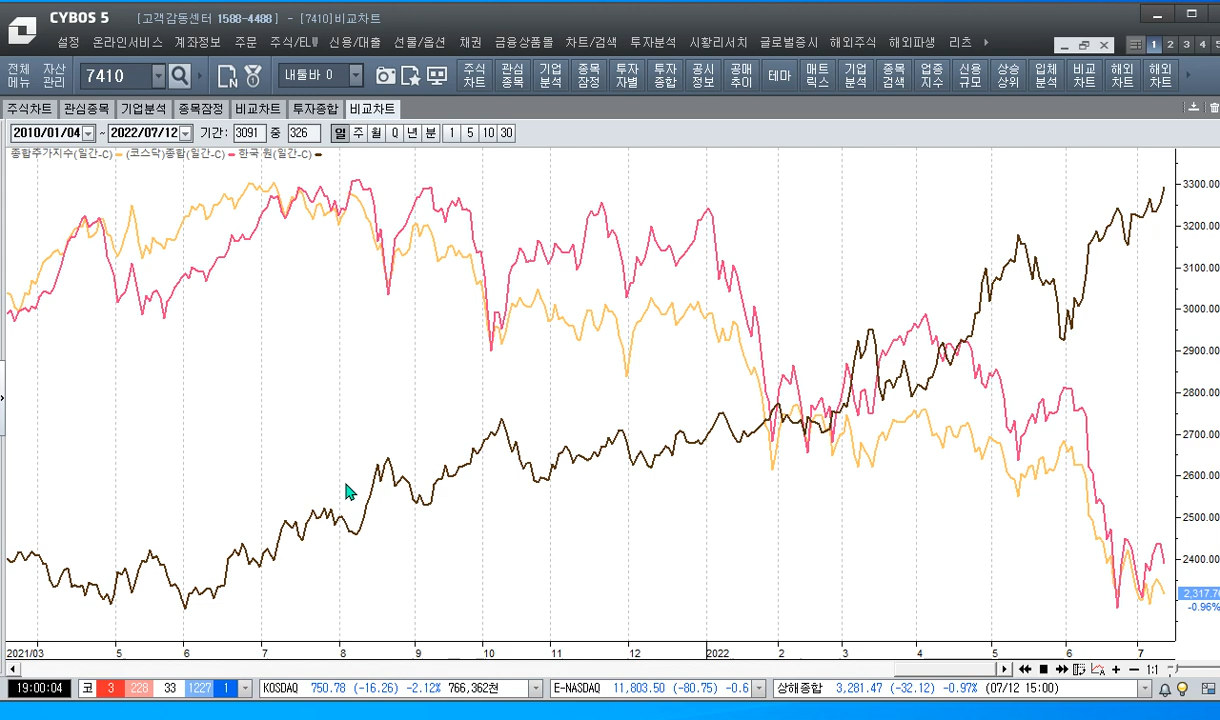 CYBOS 5 [고객감동센터 1588-4488] - [7410]비교차트
설정 온라인서비스 계좌정보 주문 주식/ELW 신용/대출 선물/옵션 채권 금융상품몰 차트/검색 투자분석 시황리서치 글로벌증시 해외주식 해외파생 리츠 1 2 3 4 5
전체메뉴 자산관리 7410 내툴바 0 주식차트 관심종목 기업분석 종목잠정 투자자별 투자종합 공시정보 공매추이 테마 매트릭스 기업분석 종목검색 업종지수 신용규모 상승상위 입체분석 비교차트 해외차트 해외차트
주식차트 관심종목 기업분석 종목잠정 비교차트 투자종합 비교차트
2010/01/04 ~ 2022/07/12 기간: 3091 중 326 일 주 월 Q 년 분 1 5 10 30
종합주가지수(일간-C) (코스닥)종합(일간-C) 한국 원(일간-C)
3300.00
3200.00
3100.00
3000.00
2900.00
2800.00
2700.00
2600.00
2500.00
2400.00
2,317.76
-0.96%
2021/03 5 6 7 8 9 10 11 12 2022 2 3 4 5 6 7
1:1
19:00:04 코 3 228 33 1227 1 KOSDAQ 750.78 (-16.26) -2.12% 766,362천 E-NASDAQ 11,803.50 (-80.75) -0.6 상해종합 3,281.47 (-32.12) -0.97% (07/12 15:00)